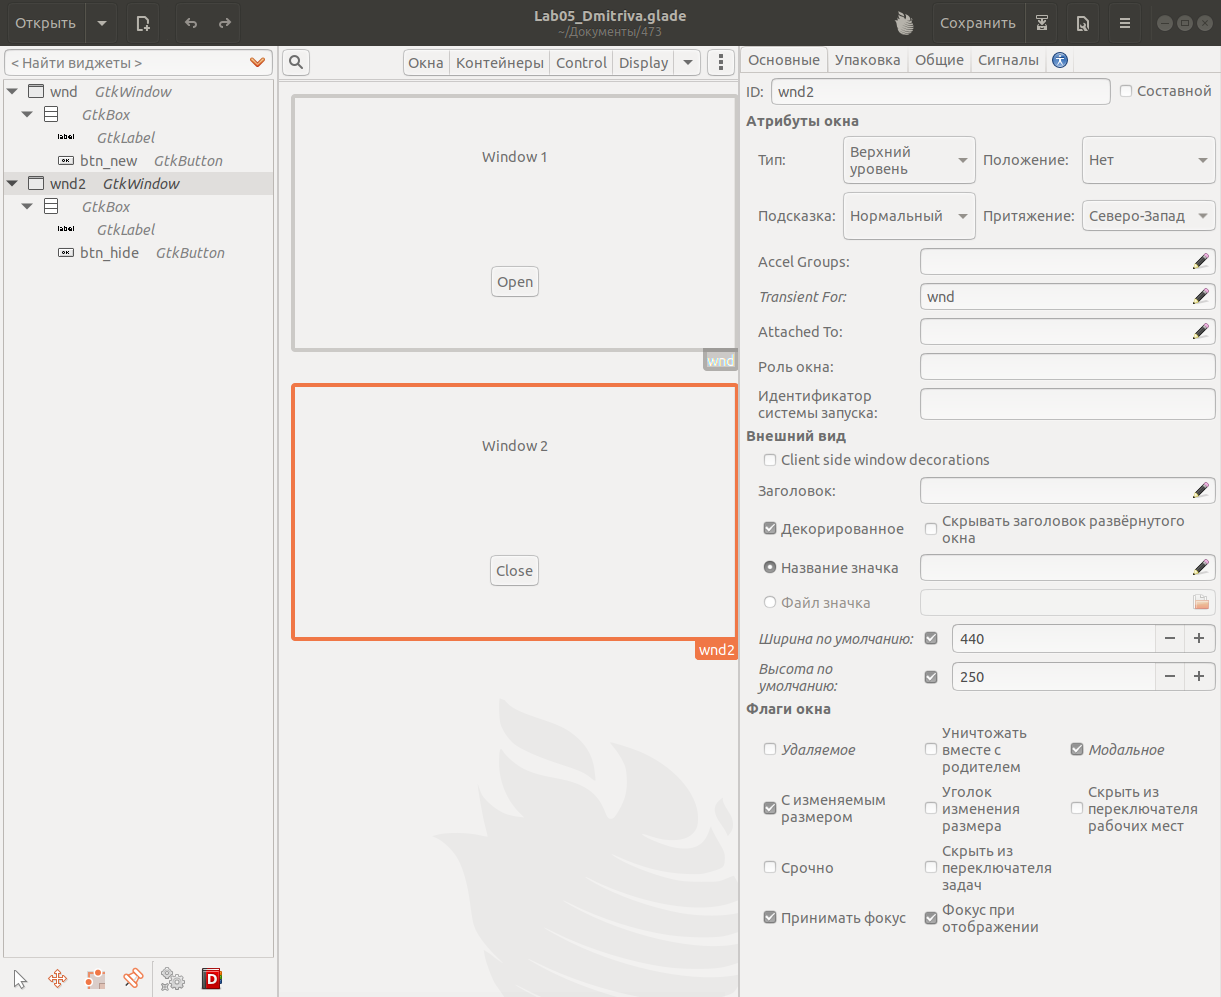 Открыть
Lab05_Dmitriva.glade
~/Документы/473
Сохранить
< Найти виджеты >
wnd GtkWindow
GtkBox
label GtkLabel
OK btn_new GtkButton
wnd2 GtkWindow
GtkBox
label GtkLabel
OK btn_hide GtkButton
D
Окна Контейнеры Control Display
Window 1
Open
wnd
Window 2
Close
wnd2
Основные Упаковка Общие Сигналы
ID: wnd2 Составной
Атрибуты окна
Тип: Верхний уровень Положение: Нет
Подсказка: Нормальный Притяжение: Северо-Запад
Accel Groups:
Transient For: wnd
Attached To:
Роль окна:
Идентификатор
системы запуска:
Внешний вид
Client side window decorations
Заголовок:
Декорированное Скрывать заголовок развёрнутого
окна
Название значка
Файл значка
Ширина по умолчанию: 440
Высота по
умолчанию: 250
Флаги окна
Удаляемое
Уничтожать
вместе с
родителем
Модальное
С изменяемым
размером
Уголок
изменения
размера
Скрыть из
переключателя
рабочих мест
Срочно
Скрыть из
переключателя
задач
Принимать фокус
Фокус при
отображении